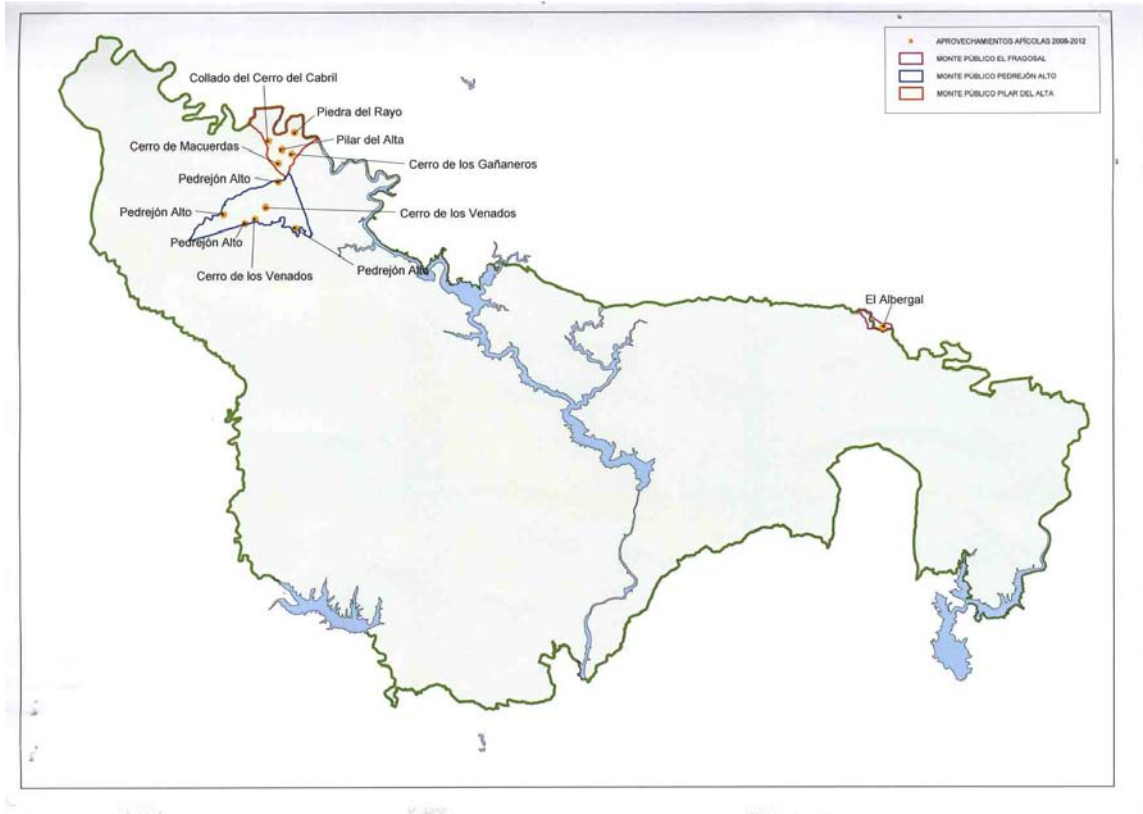 APROVECHAMIENTOS APÍCOLAS 2008-2012
MONTE PÚBLICO EL FRAGOSAL
MONTE PÚBLICO PEDREJÓN ALTO
MONTE PÚBLICO PILAR DEL ALTA
Collado del Cerro del Cabril
Piedra del Rayo
Pilar del Alta
Cerro de Macuerdas
Cerro de los Gañaneros
Pedrejón Alto
Pedrejón Alto
Cerro de los Venados
Pedrejón Alto
Cerro de los Venados
Pedrejón Alto
El Albergal